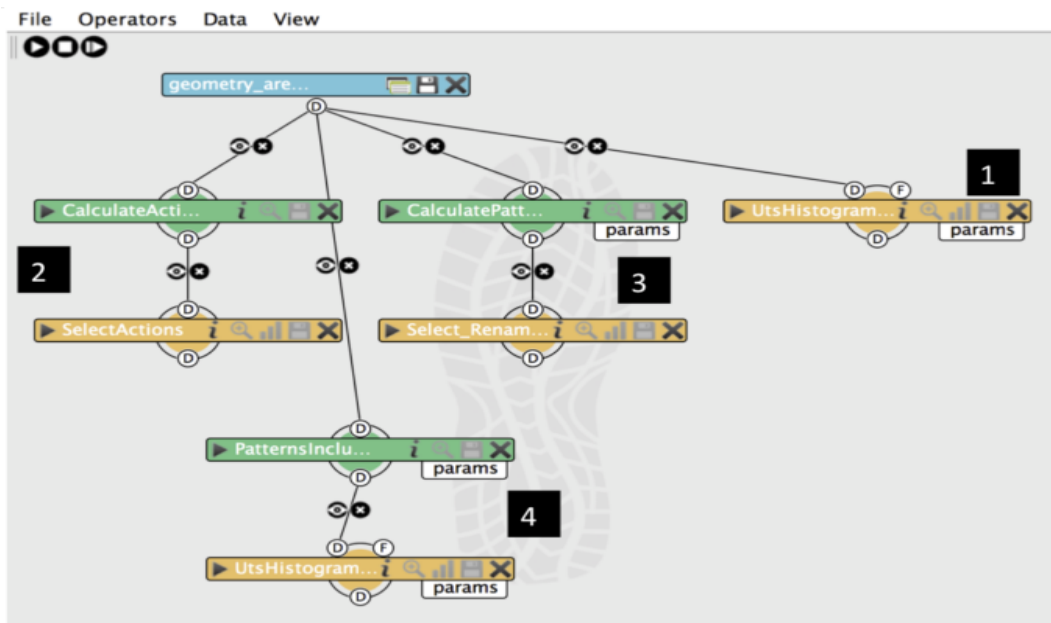 File Operators Data View
geometry_are...
D
D
D F
D
1
CalculateActi... i
CalculatePatt... i
UtsHistogram... i
params
params
D
D
D
2
3
D
D
SelectActions i
Select_Renam... i
D
D
D
PatternsInclu... i
params
D
4
D F
UtsHistogram... i
params
D